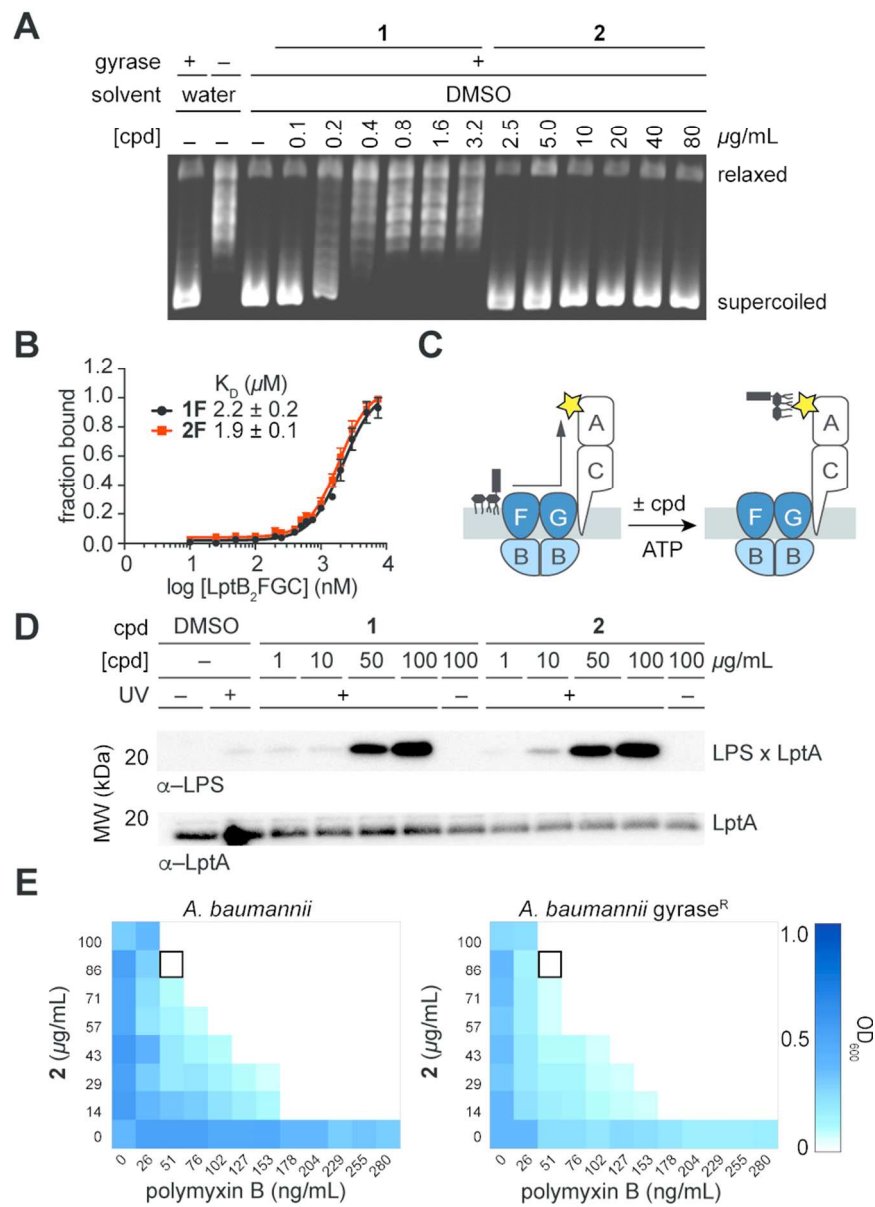 A
1 2
gyrase + – +
solvent water DMSO
[cpd] – – – 0.1 0.2 0.4 0.8 1.6 3.2 2.5 5.0 10 20 40 80 µg/mL
relaxed
supercoiled
B
K_D (µM)
1F 2.2 ± 0.2
2F 1.9 ± 0.1
fraction bound
1.2
1.0
0.8
0.6
0.4
0.2
0.0
0 1 2 3 4
log [LptB₂FGC] (nM)
C
A A
C C
F G F G
B B B B
± cpd
ATP
D
cpd DMSO 1 2
[cpd] – 1 10 50 100 100 1 10 50 100 100 µg/mL
UV – + + – + –
MW (kDa)
20 LPS x LptA
α–LPS
20 LptA
α–LptA
E
A. baumannii A. baumannii gyraseᴿ
2 (µg/mL)
100
86
71
57
43
29
14
0
0 26 51 76 102 127 153 178 204 229 255 280
polymyxin B (ng/mL)
2 (µg/mL)
100
86
71
57
43
29
14
0
0 26 51 76 102 127 153 178 204 229 255 280
polymyxin B (ng/mL)
1.0
0.5
0
OD₆₀₀